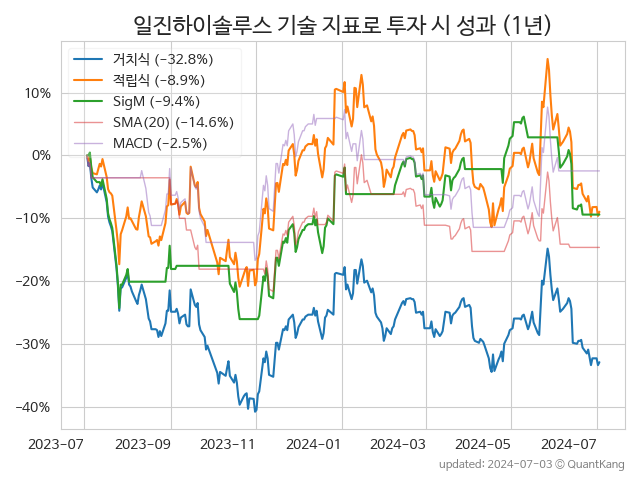 일진하이솔루스 기술 지표로 투자 시 성과 (1년)
거치식 (−32.8%)
적립식 (−8.9%)
SigM (−9.4%)
SMA(20) (−14.6%)
MACD (−2.5%)
10%
0%
−10%
−20%
−30%
−40%
2023-07 2023-09 2023-11 2024-01 2024-03 2024-05 2024-07
updated: 2024-07-03 © QuantKang